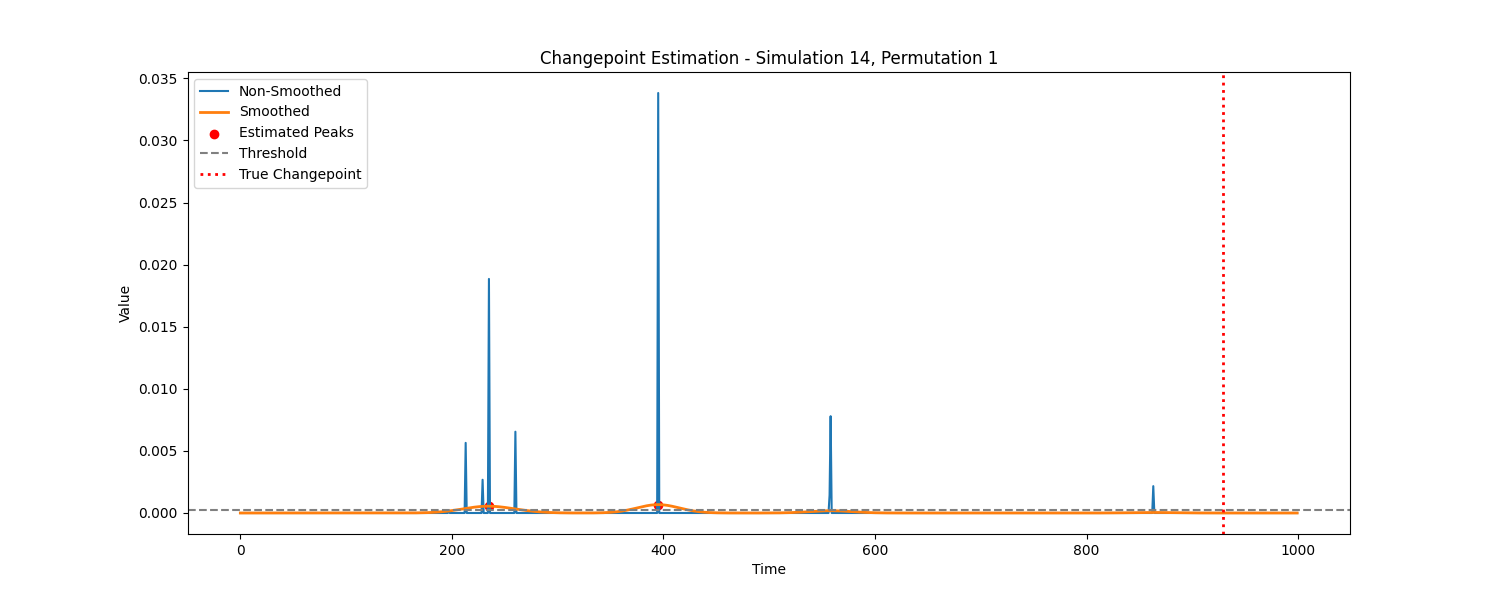 Changepoint Estimation - Simulation 14, Permutation 1
Non-Smoothed
Smoothed
Estimated Peaks
Threshold
True Changepoint
0.035
0.030
0.025
0.020
0.015
0.010
0.005
0.000
Value
0
200
400
600
800
1000
Time